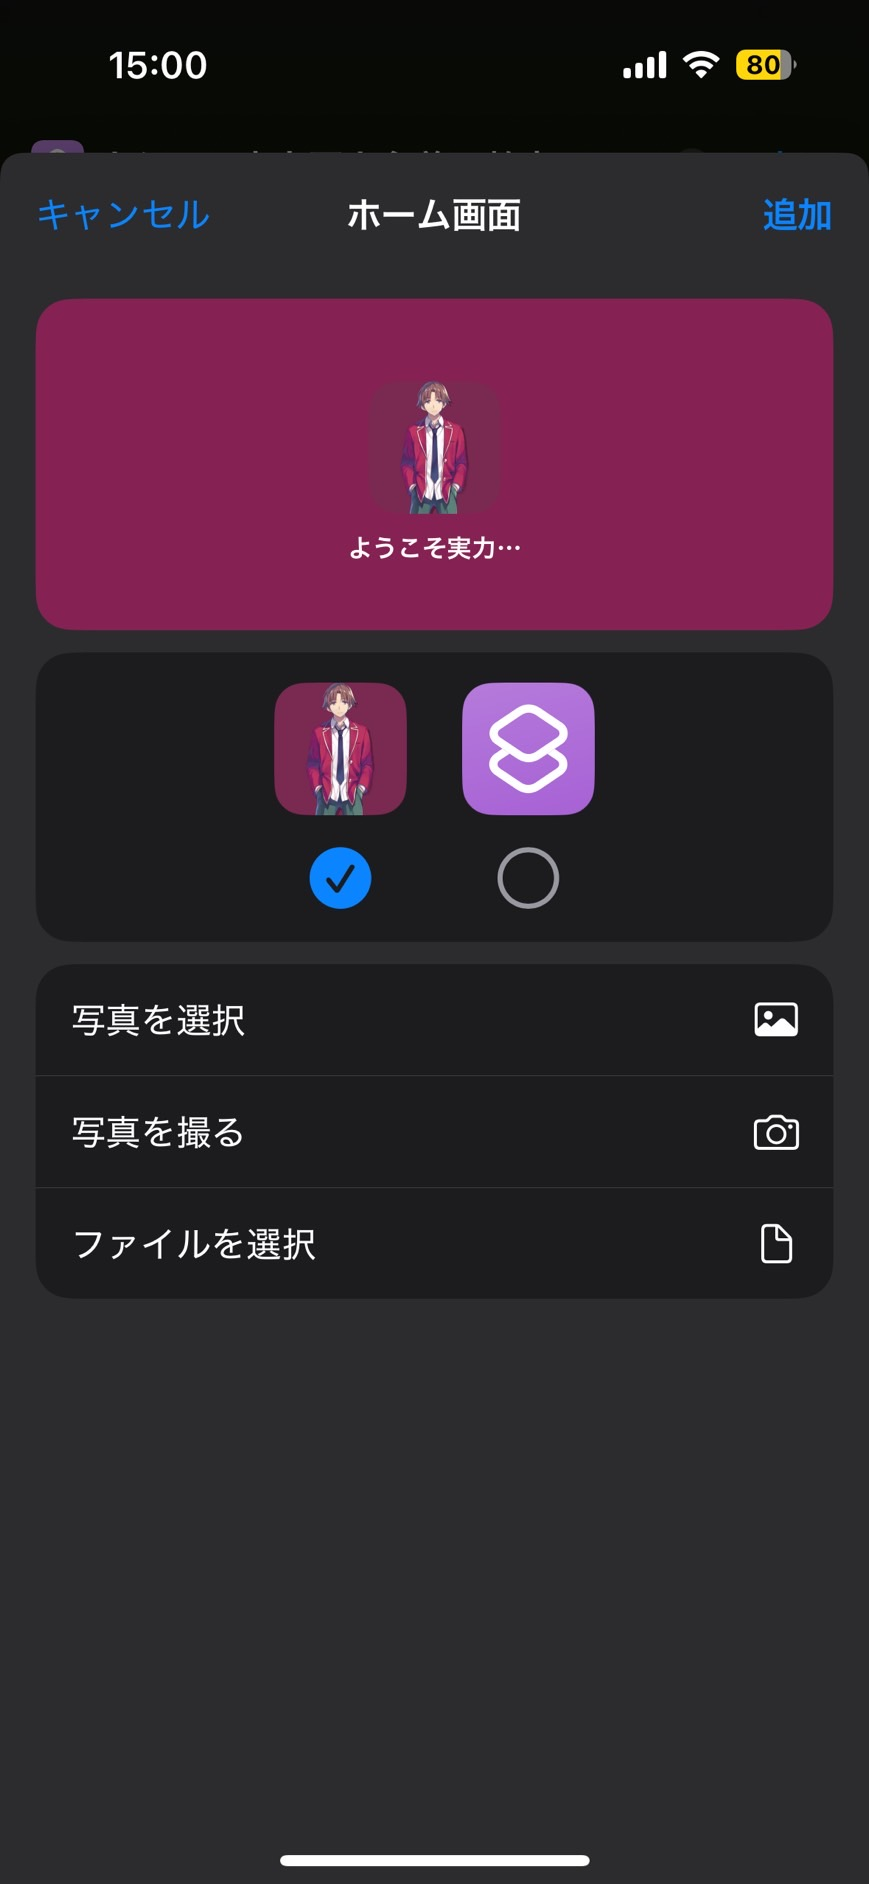 15:00
80
キャンセル
ホーム画面
追加
ようこそ実力…
写真を選択
写真を撮る
ファイルを選択